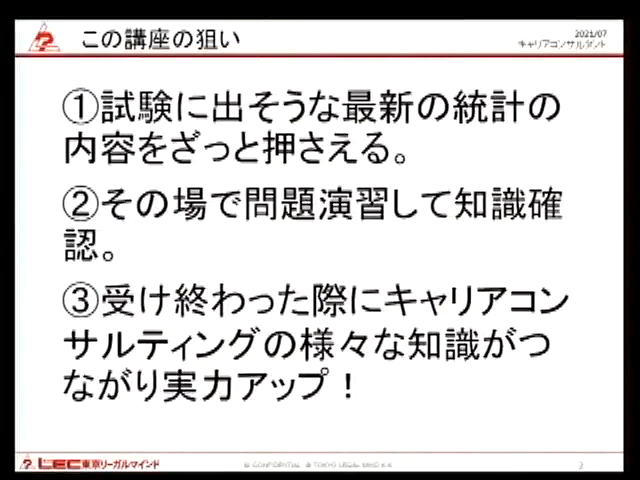 この講座の狙い
2021/07
キャリアコンサルタント
①試験に出そうな最新の統計の
内容をざっと押さえる。
②その場で問題演習して知識確
認。
③受け終わった際にキャリアコン
サルティングの様々な知識がつ
ながり実力アップ！
LEC東京リーガルマインド
© CONFIDENTIAL © TOKYO LEGAL MIND K.K
2